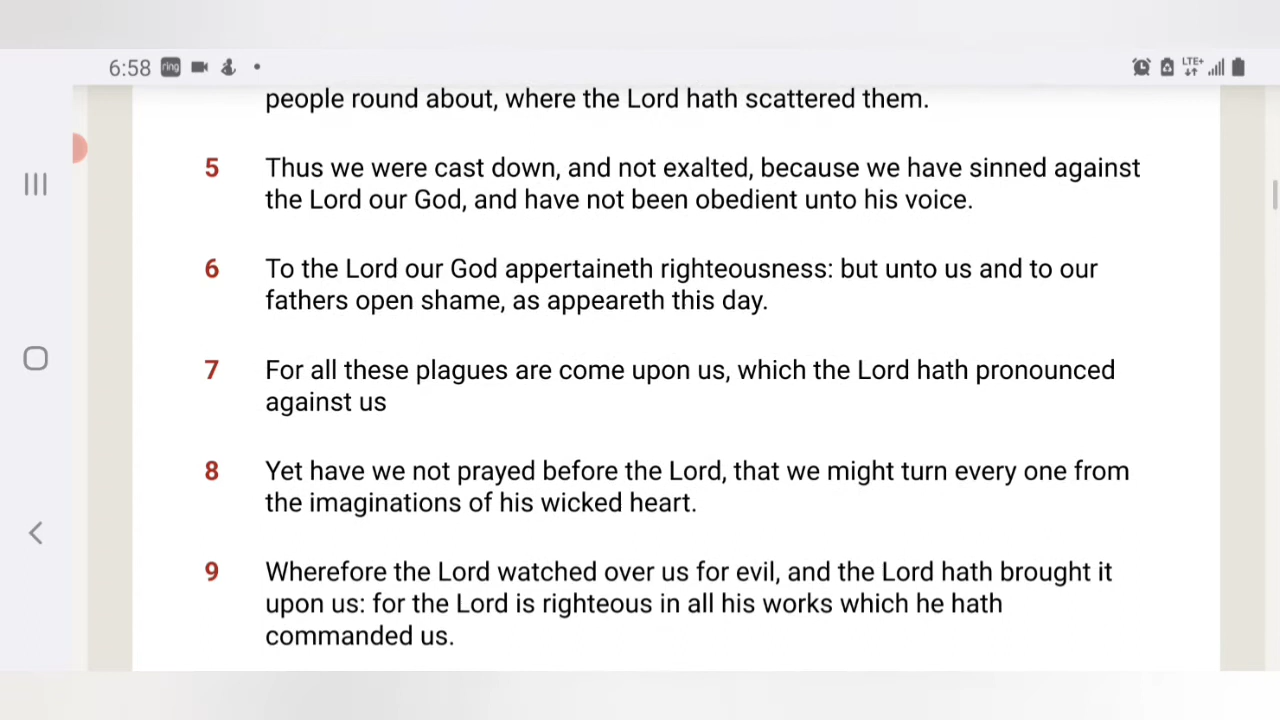 6:58 ring LTE+
people round about, where the Lord hath scattered them.
5 Thus we were cast down, and not exalted, because we have sinned against
the Lord our God, and have not been obedient unto his voice.
6 To the Lord our God appertaineth righteousness: but unto us and to our
fathers open shame, as appeareth this day.
7 For all these plagues are come upon us, which the Lord hath pronounced
against us
8 Yet have we not prayed before the Lord, that we might turn every one from
the imaginations of his wicked heart.
9 Wherefore the Lord watched over us for evil, and the Lord hath brought it
upon us: for the Lord is righteous in all his works which he hath
commanded us.